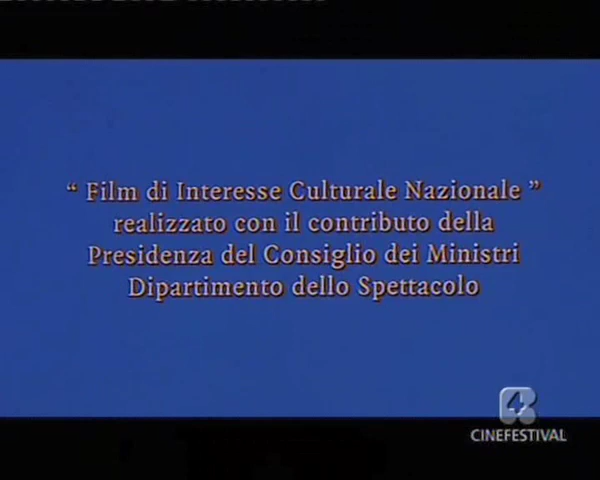 “ Film di Interesse Culturale Nazionale ”
realizzato con il contributo della
Presidenza del Consiglio dei Ministri
Dipartimento dello Spettacolo
4
CINEFESTIVAL